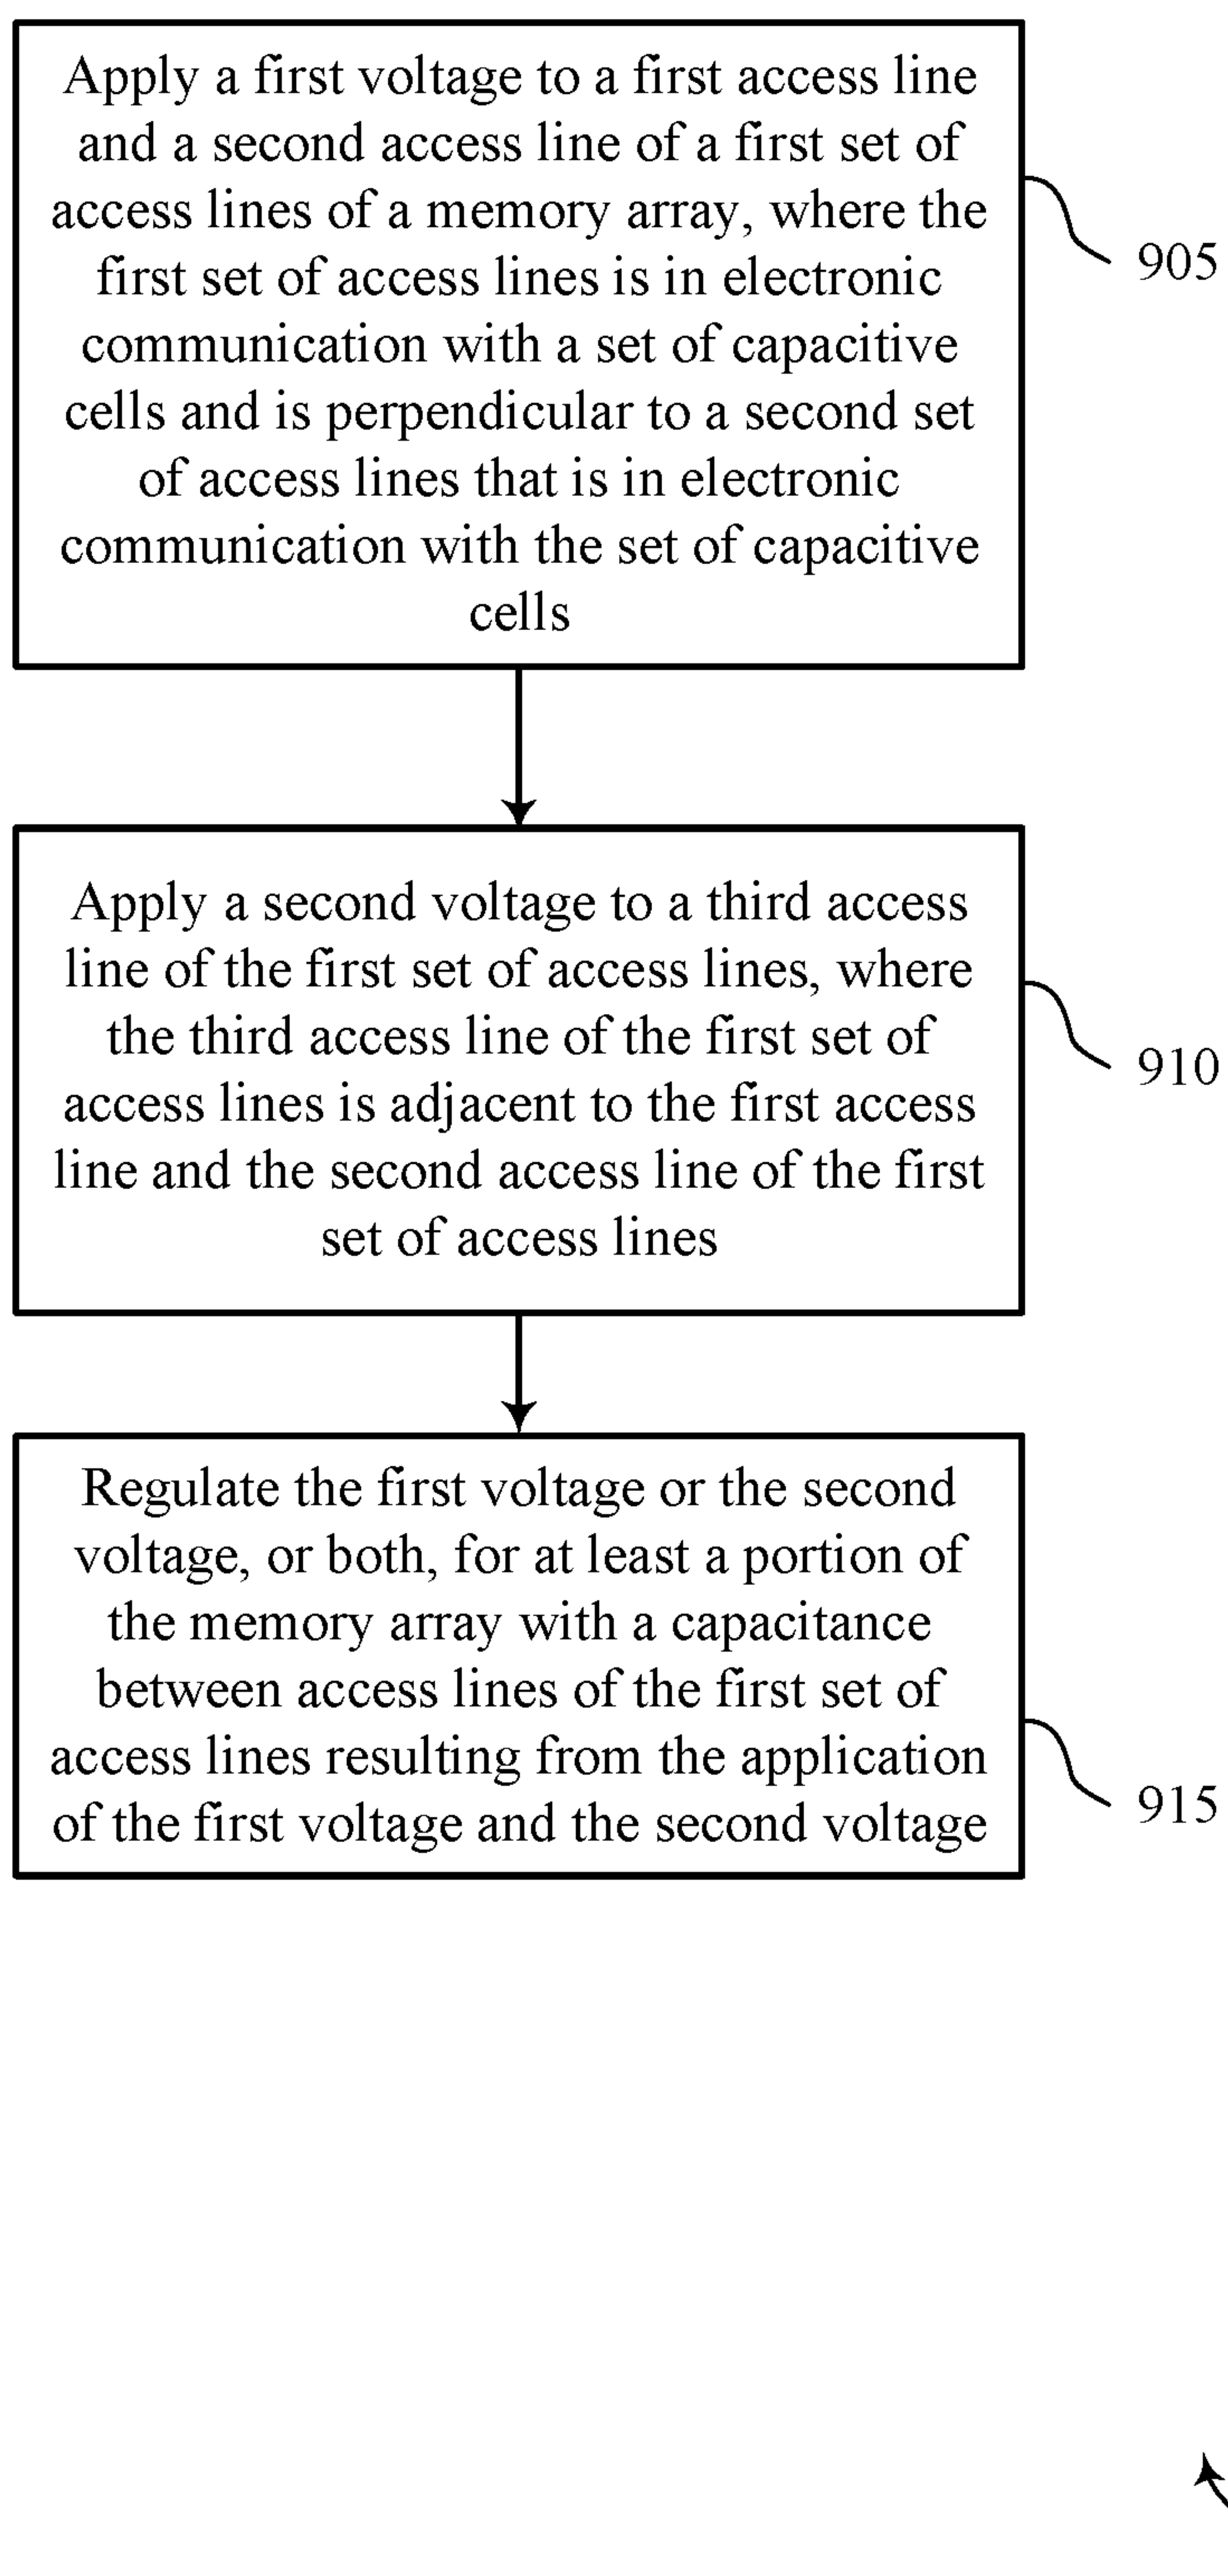 Apply a first voltage to a first access line
and a second access line of a first set of
access lines of a memory array, where the
first set of access lines is in electronic
communication with a set of capacitive
cells and is perpendicular to a second set
of access lines that is in electronic
communication with the set of capacitive
cells
905
Apply a second voltage to a third access
line of the first set of access lines, where
the third access line of the first set of
access lines is adjacent to the first access
line and the second access line of the first
set of access lines
910
Regulate the first voltage or the second
voltage, or both, for at least a portion of
the memory array with a capacitance
between access lines of the first set of
access lines resulting from the application
of the first voltage and the second voltage
915